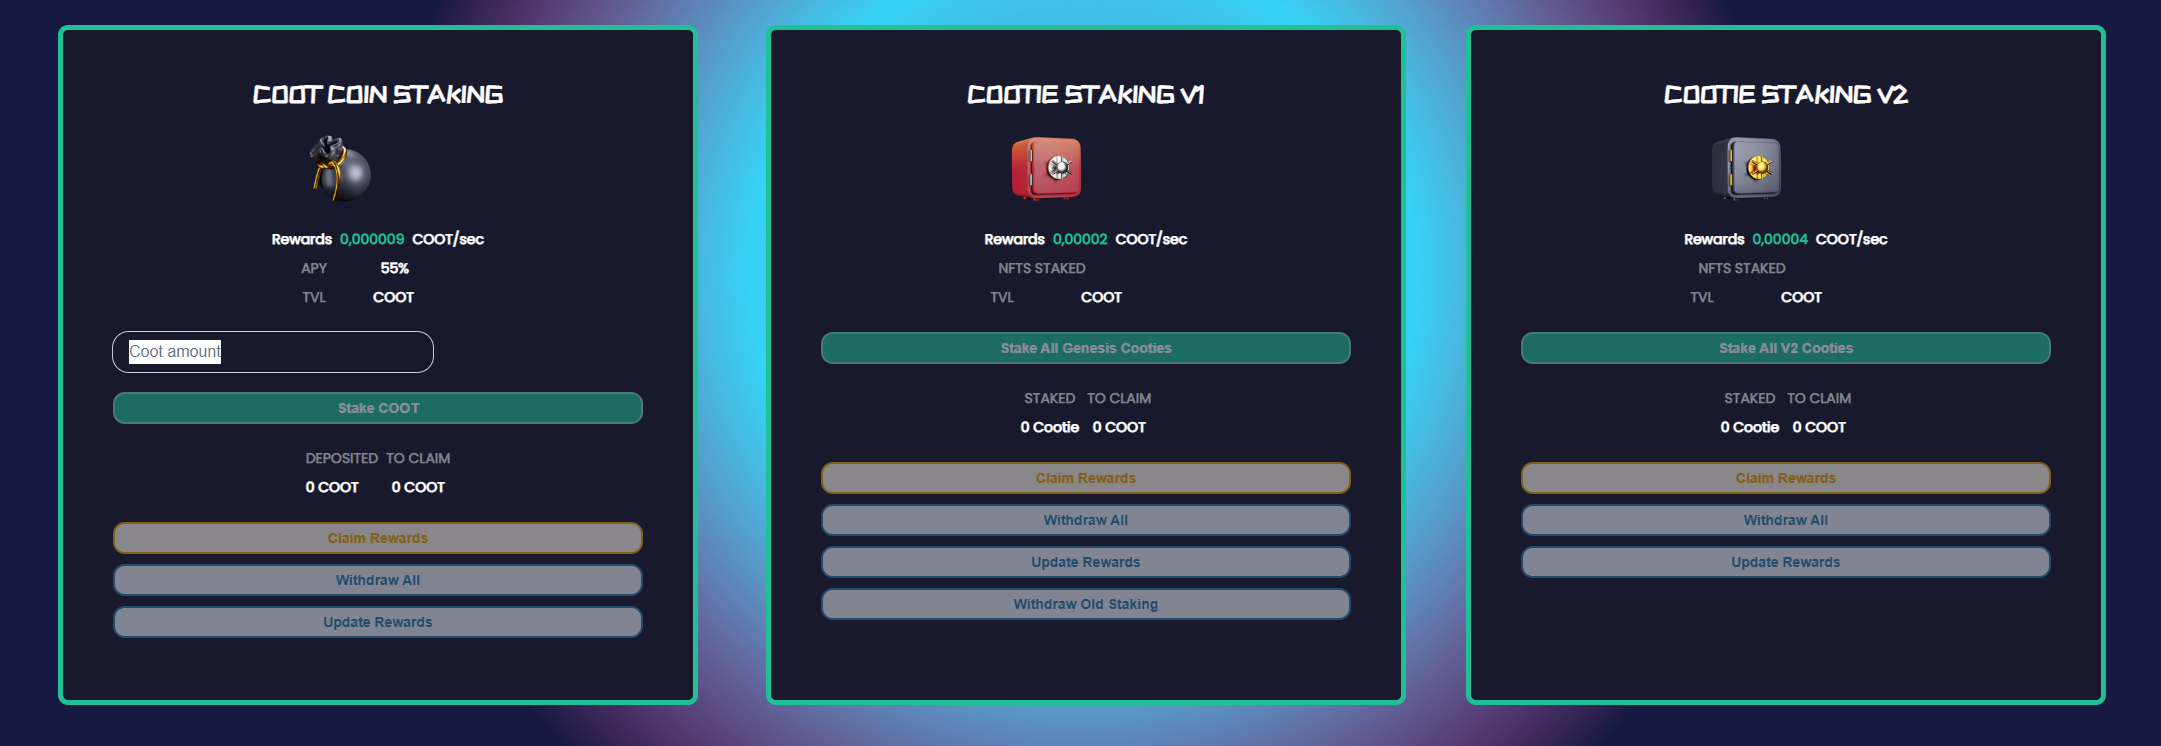 COOT COIN STAKING
Rewards 0,000009 COOT/sec
APY 55%
TVL COOT
Coot amount
Stake COOT
DEPOSITED TO CLAIM
0 COOT 0 COOT
Claim Rewards
Withdraw All
Update Rewards
COOTIE STAKING V1
Rewards 0,00002 COOT/sec
NFTS STAKED
TVL COOT
Stake All Genesis Cooties
STAKED TO CLAIM
0 Cootie 0 COOT
Claim Rewards
Withdraw All
Update Rewards
Withdraw Old Staking
COOTIE STAKING V2
Rewards 0,00004 COOT/sec
NFTS STAKED
TVL COOT
Stake All V2 Cooties
STAKED TO CLAIM
0 Cootie 0 COOT
Claim Rewards
Withdraw All
Update Rewards